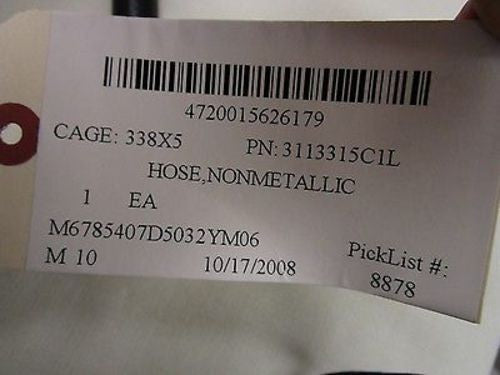 4720015626179
CAGE: 338X5 PN: 3113315C1L
HOSE,NONMETALLIC
1 EA
M6785407D5032YM06
M 10 10/17/2008 PickList #:
8878